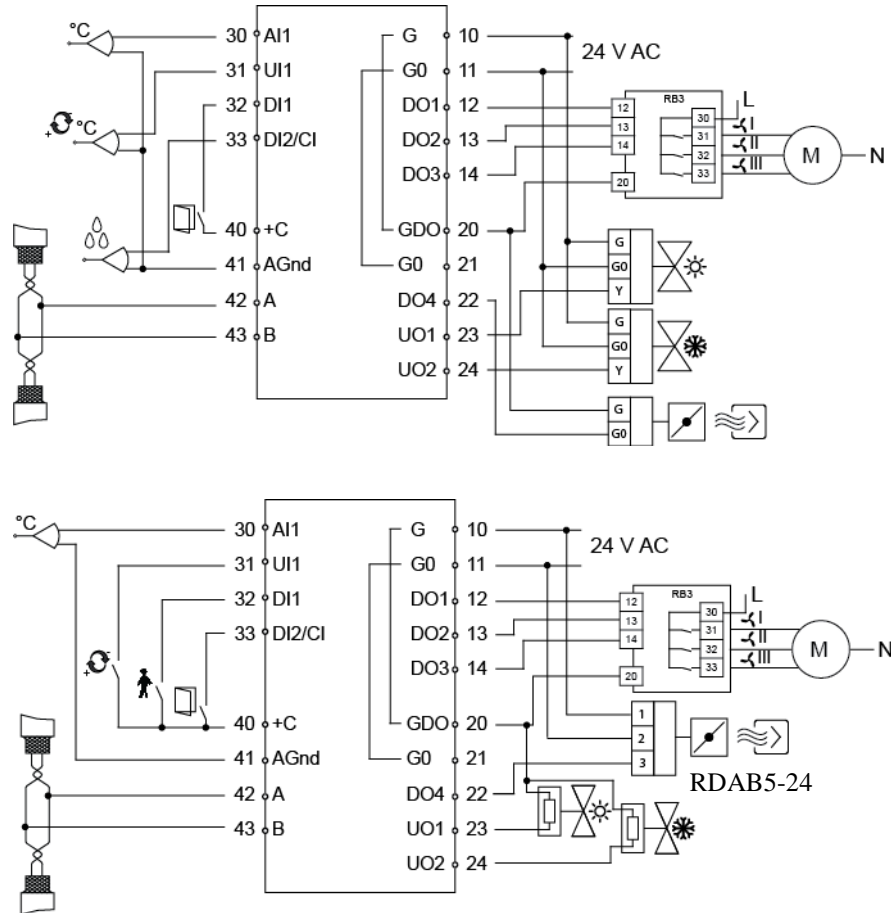 °C
30 AI1
G 10
24 V AC
31 UI1
G0 11
32 DI1
DO1 12
12 RB3 30 L
+ - °C
33 DI2/CI
DO2 13
13 31 I
14 32 II
M N
DO3 14
20 33 III
40 +C
GDO 20
G
41 AGnd
G0 21
G0
42 A
DO4 22
Y
43 B
UO1 23
G
UO2 24
G0
Y
G
G0
°C
30 AI1
G 10
24 V AC
31 UI1
G0 11
32 DI1
DO1 12
12 RB3 30 L
33 DI2/CI
DO2 13
13 31 I
14 32 II
M N
DO3 14
20 33 III
+ -
40 +C
GDO 20
1
41 AGnd
G0 21
2
3
42 A
DO4 22
RDAB5-24
43 B
UO1 23
UO2 24